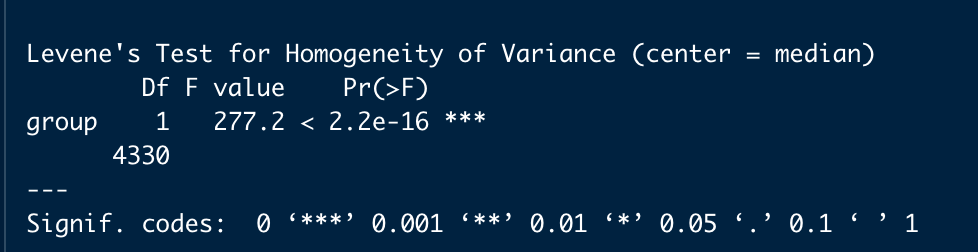 Levene's Test for Homogeneity of Variance (center = median)
        Df F value    Pr(>F)
group    1   277.2 < 2.2e-16 ***
      4330
---
Signif. codes:  0 ‘***’ 0.001 ‘**’ 0.01 ‘*’ 0.05 ‘.’ 0.1 ‘ ’ 1